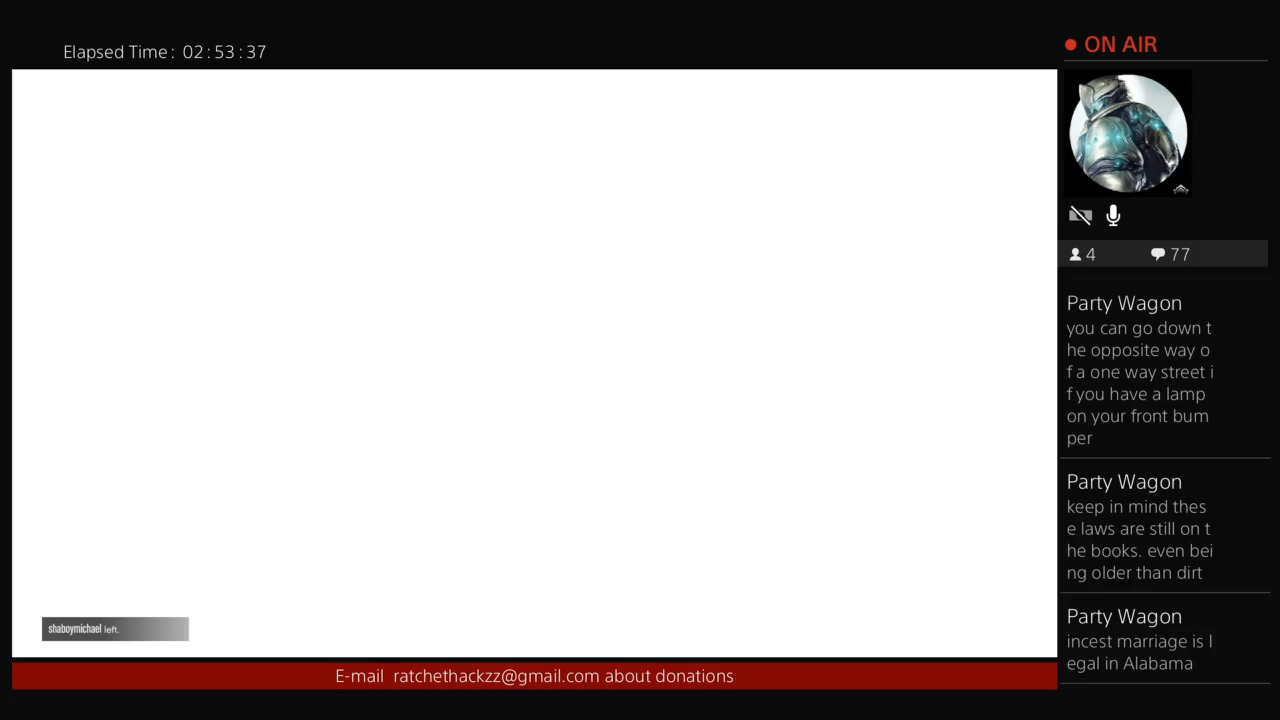 Elapsed Time: 02:53:37
ON AIR
4 77
Party Wagon
you can go down t
he opposite way o
f a one way street i
f you have a lamp
on your front bum
per
Party Wagon
keep in mind thes
e laws are still on t
he books. even bei
ng older than dirt
Party Wagon
incest marriage is l
egal in Alabama
shaboymichael left.
E-mail ratchethackzz@gmail.com about donations